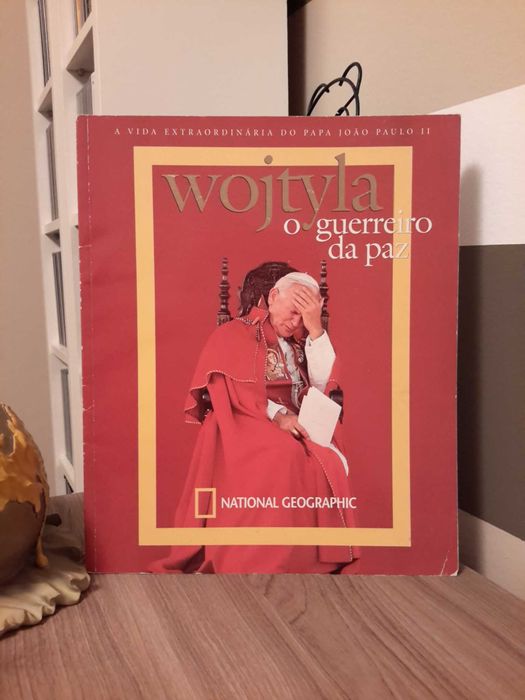 A VIDA EXTRAORDINÁRIA DO PAPA JOÃO PAULO II
wojtyla
o guerreiro
da paz
NATIONAL GEOGRAPHIC